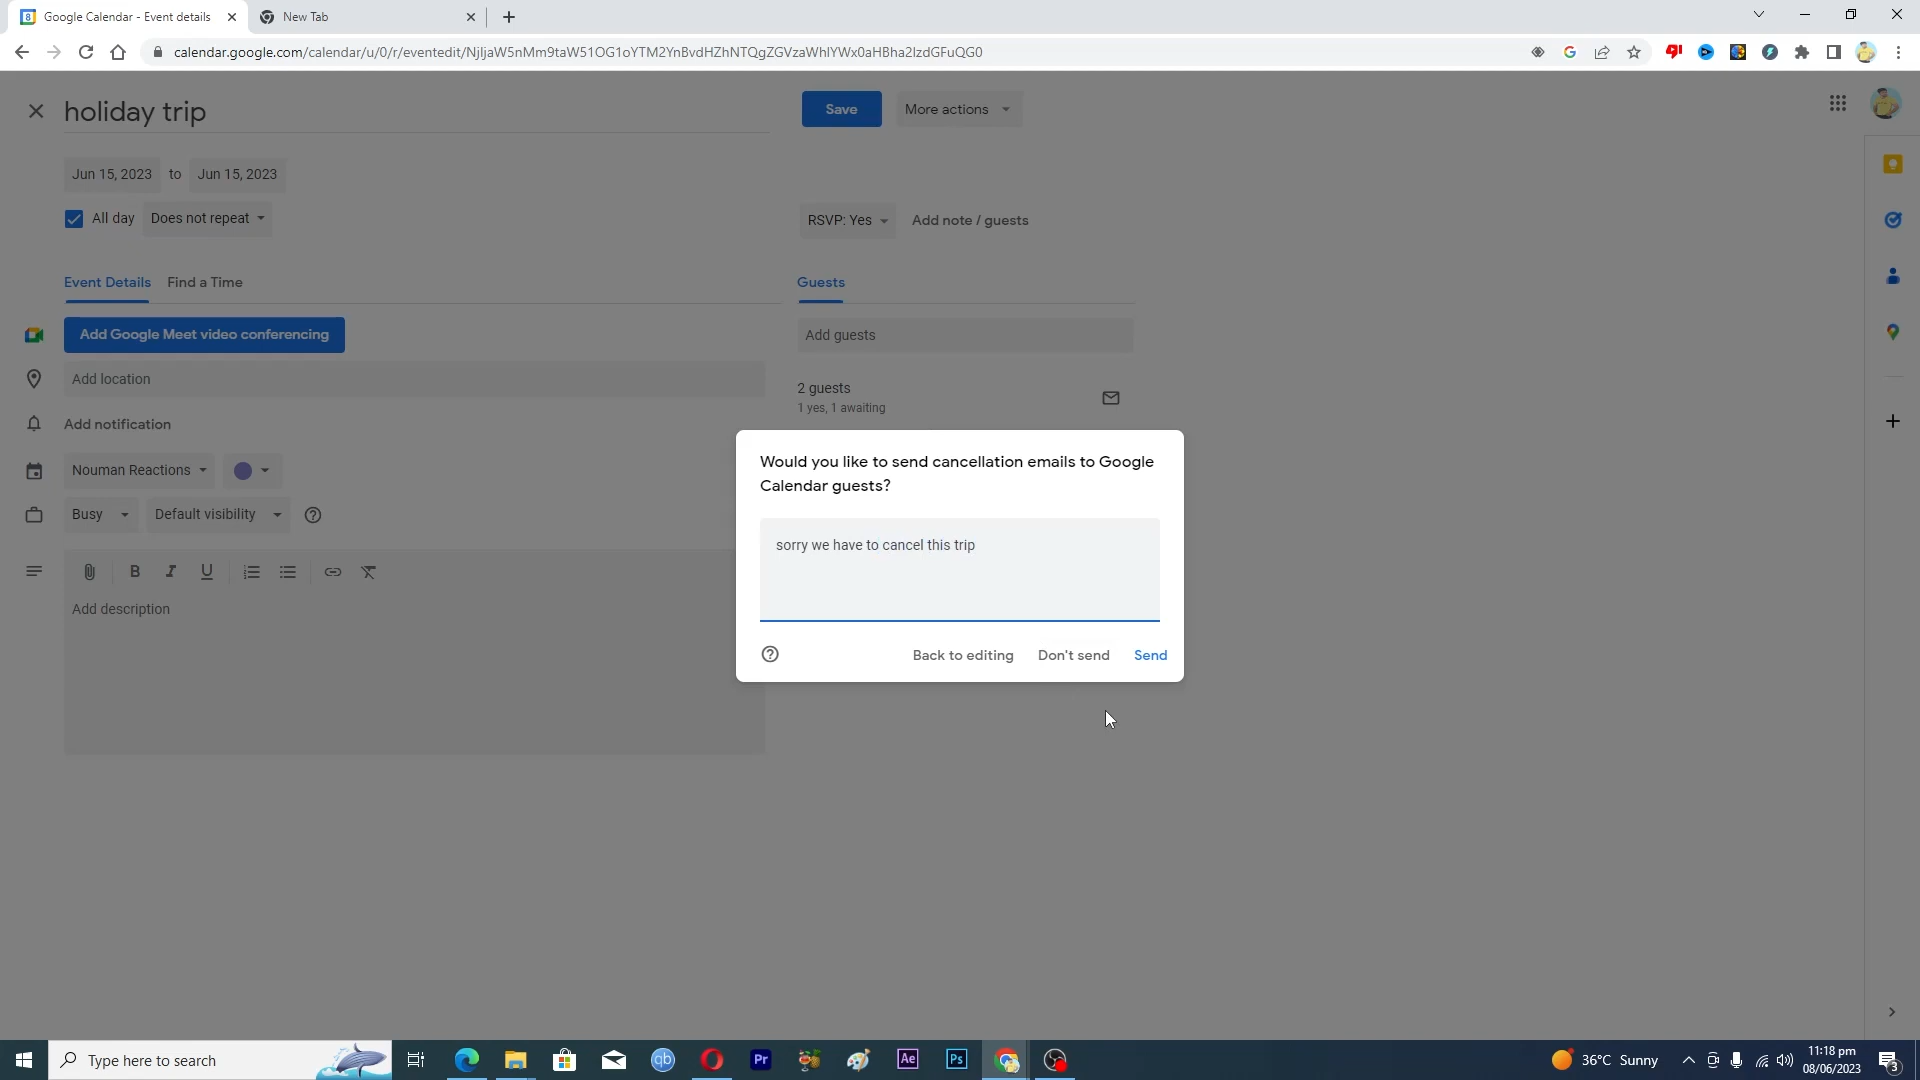 Google Calendar - Event details
New Tab
calendar.google.com/calendar/u/0/r/eventedit/NjljaW5nMm9taW51OG1oYTM2YnBvdHZhNTQgZGVzaWhlYWx0aHBha2lzdGFuQG0
holiday trip
Save
More actions
Jun 15, 2023 to Jun 15, 2023
All day Does not repeat
RSVP: Yes Add note / guests
Event Details Find a Time
Guests
Add Google Meet video conferencing
Add guests
Add location
2 guests
1 yes, 1 awaiting
Add notification
Nouman Reactions
Busy Default visibility
Add description
Would you like to send cancellation emails to Google
Calendar guests?
sorry we have to cancel this trip
Back to editing Don't send Send
Type here to search
qb
Pr
Ae
Ps
36°C Sunny
11:18 pm
08/06/2023
3